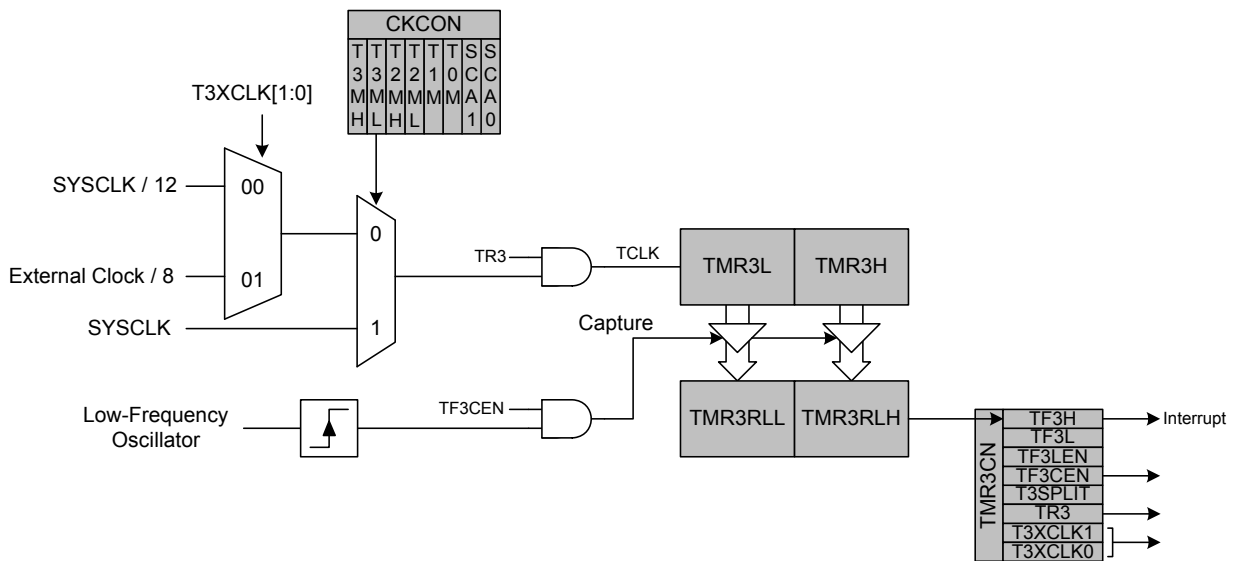 CKCON
T3MH
T3ML
T2MH
T2ML
T1M
T0M
SCA1
SCA0
T3XCLK[1:0]
SYSCLK / 12
00
External Clock / 8
01
SYSCLK
0
1
TR3
TCLK
TMR3L
TMR3H
Capture
Low-Frequency
Oscillator
TF3CEN
TMR3RLL
TMR3RLH
TMR3CN
TF3H
TF3L
TF3LEN
TF3CEN
T3SPLIT
TR3
T3XCLK1
T3XCLK0
Interrupt